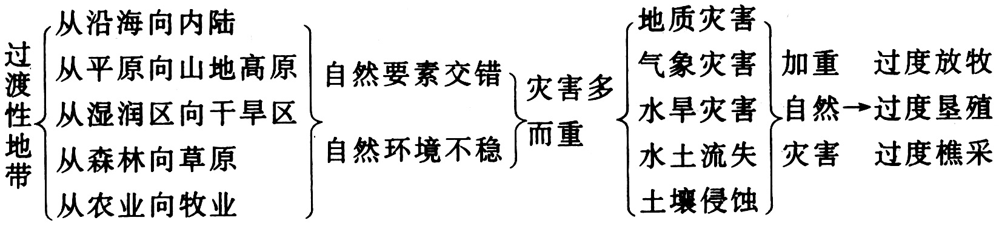 过渡性地带
从沿海向内陆
从平原向山地高原
从湿润区向干旱区
从森林向草原
从农业向牧业
自然要素交错
自然环境不稳
灾害多
而重
地质灾害
气象灾害
水旱灾害
水土流失
土壤侵蚀
加重
自然→
灾害
过度放牧
过度垦殖
过度樵采